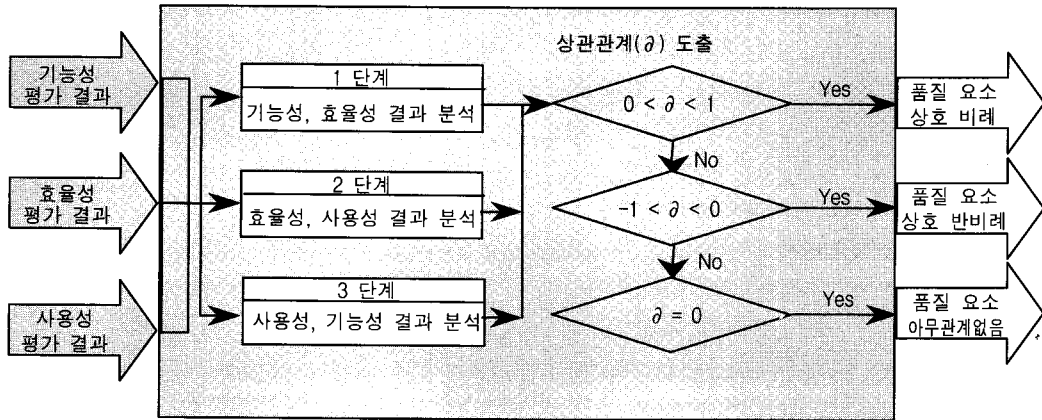 기능성
평가 결과
효율성
평가 결과
사용성
평가 결과
1 단계
기능성, 효율성 결과 분석
2 단계
효율성, 사용성 결과 분석
3 단계
사용성, 기능성 결과 분석
상관관계(∂) 도출
0 < ∂ < 1
Yes
No
-1 < ∂ < 0
Yes
No
∂ = 0
Yes
품질 요소
상호 비례
품질 요소
상호 반비례
품질 요소
아무관계없음